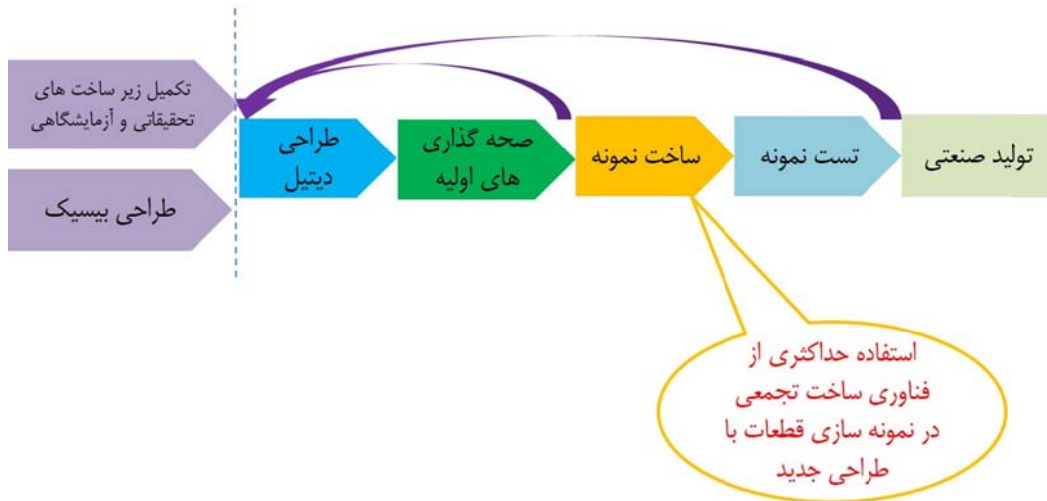 تکمیل زیر ساخت های
تحقیقاتی و آزمایشگاهی
طراحی بیسیک
طراحی
دیتیل
صحه گذاری
های اولیه
ساخت نمونه
تست نمونه
تولید صنعتی
استفاده حداکثری از
فناوری ساخت تجمعی
در نمونه سازی قطعات با
طراحی جدید